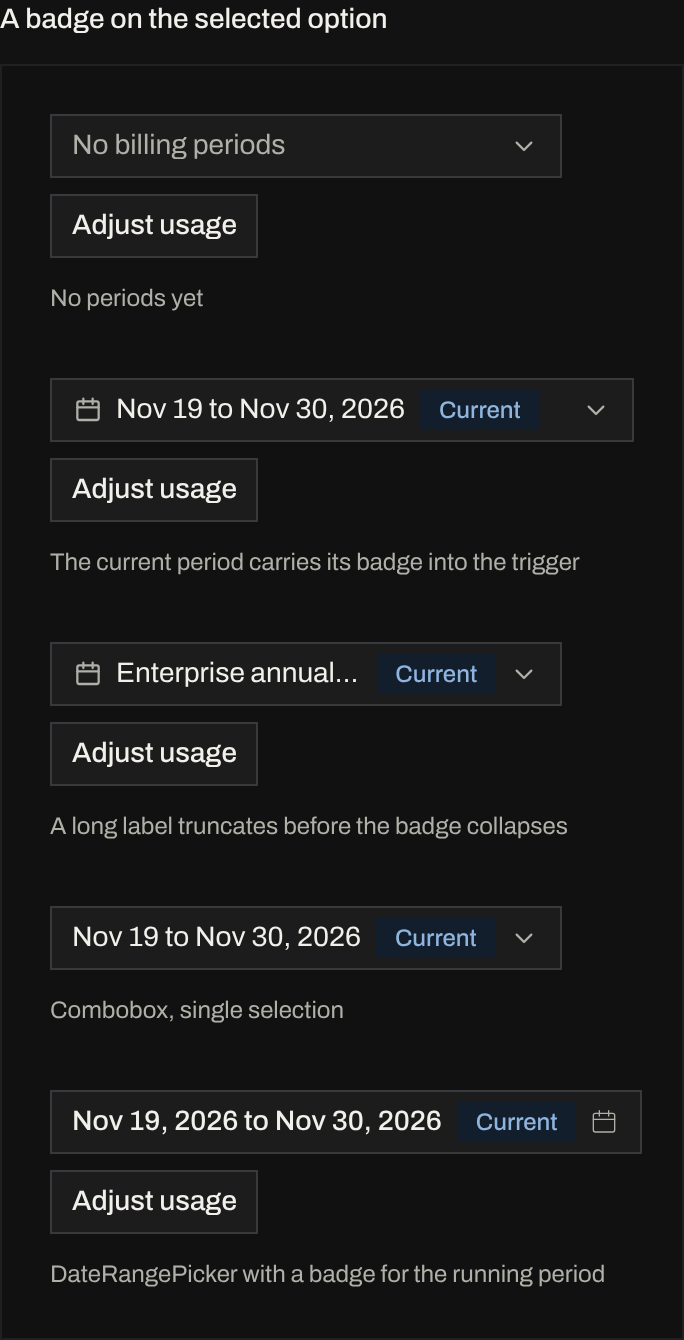 A badge on the selected option
No billing periods
Adjust usage
No periods yet
Nov 19 to Nov 30, 2026 Current
Adjust usage
The current period carries its badge into the trigger
Enterprise annual... Current
Adjust usage
A long label truncates before the badge collapses
Nov 19 to Nov 30, 2026 Current
Combobox, single selection
Nov 19, 2026 to Nov 30, 2026 Current
Adjust usage
DateRangePicker with a badge for the running period